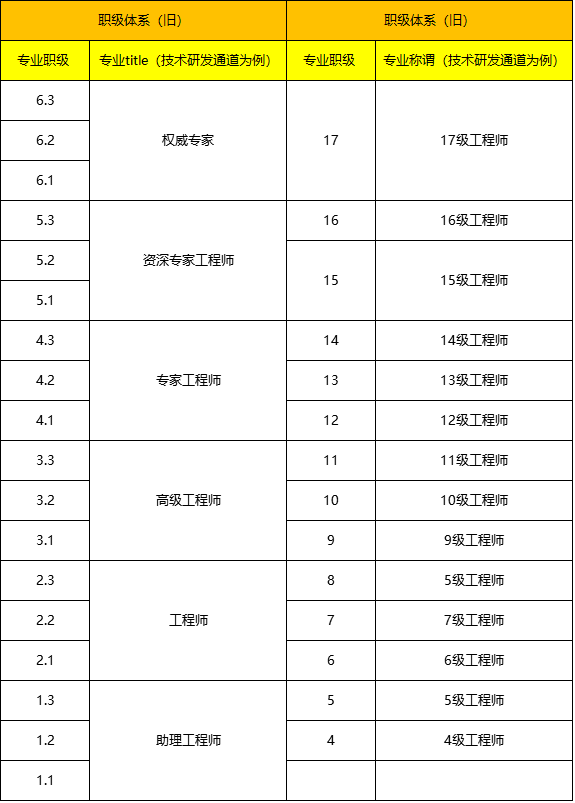 职级体系（旧） 职级体系（旧）
专业职级 专业title（技术研发通道为例） 专业职级 专业称谓（技术研发通道为例）
6.3
6.2 权威专家 17 17级工程师
6.1
5.3 16 16级工程师
5.2 资深专家工程师
15 15级工程师
5.1
4.3 14 14级工程师
4.2 专家工程师 13 13级工程师
4.1 12 12级工程师
3.3 11 11级工程师
3.2 高级工程师 10 10级工程师
3.1 9 9级工程师
2.3 8 5级工程师
2.2 工程师 7 7级工程师
2.1 6 6级工程师
1.3 5 5级工程师
1.2 助理工程师 4 4级工程师
1.1